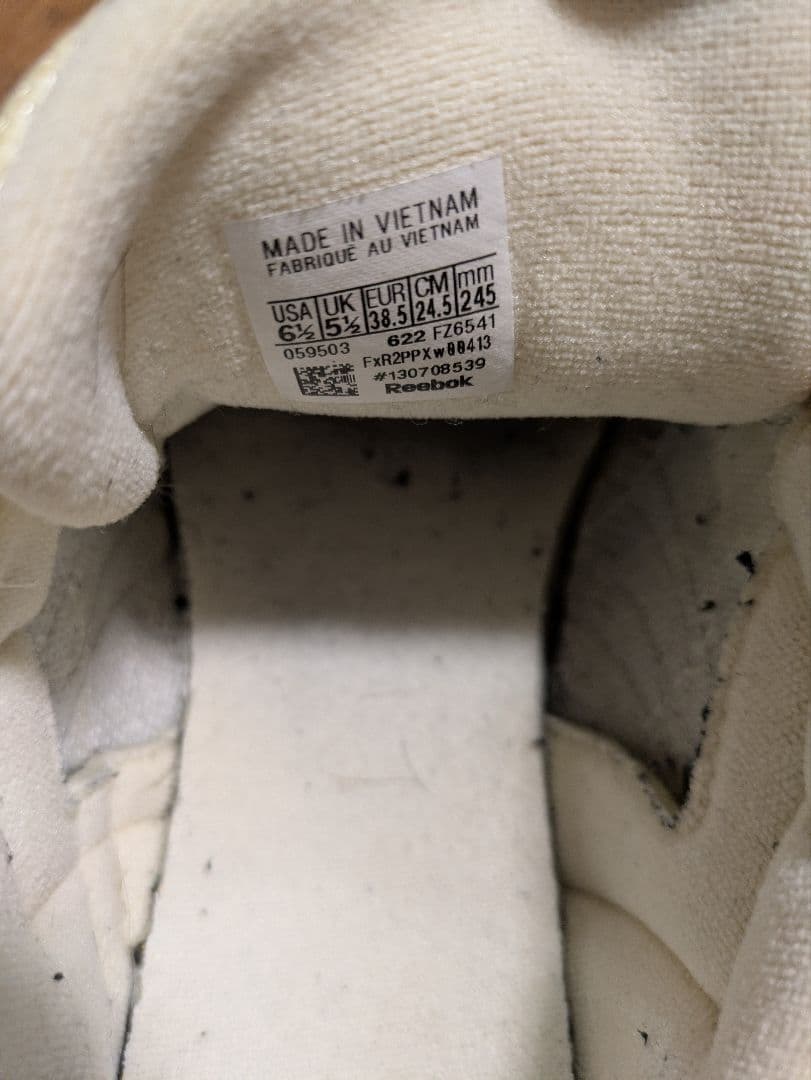 MADE IN VIETNAM
FABRIQUÉ AU VIETNAM
USA UK EUR CM mm
6½ 5½ 38.5 24.5 245
059503 622 FZ6541
FxR2PPXw00413
#130708539
Reebok